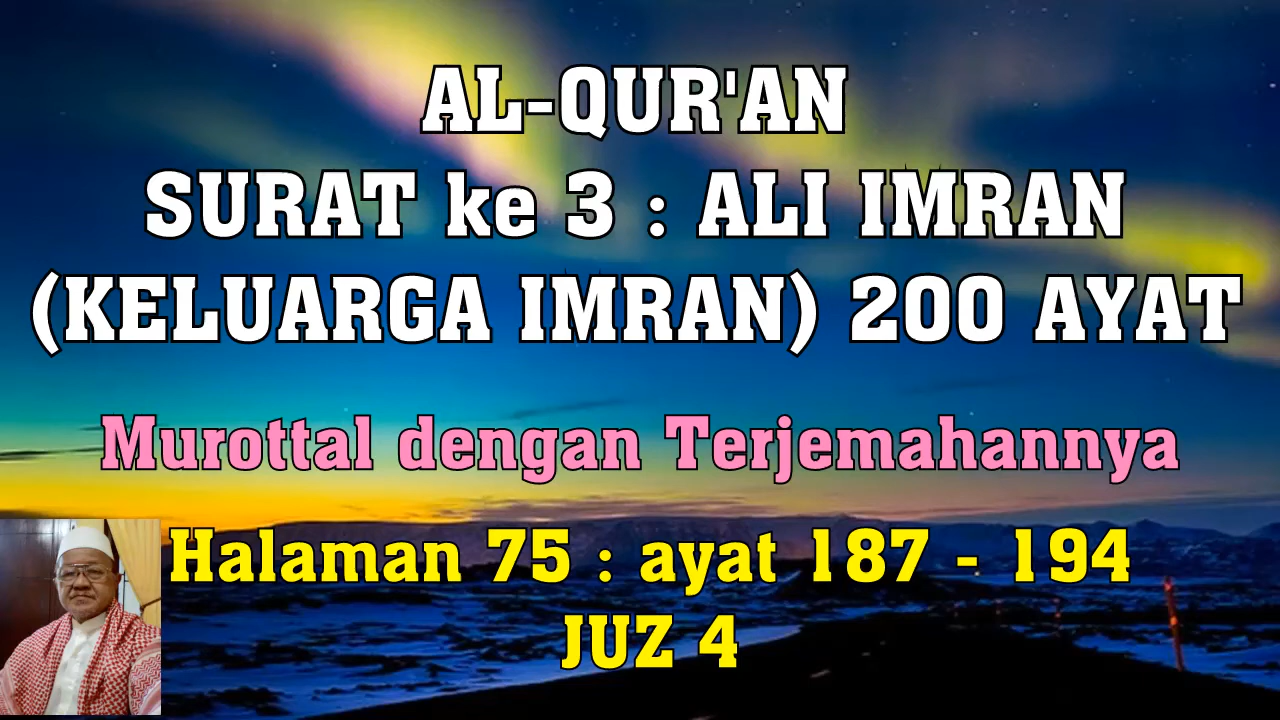 AL-QUR'AN
SURAT ke 3 : ALI IMRAN
(KELUARGA IMRAN) 200 AYAT
Murottal dengan Terjemahannya
Halaman 75 : ayat 187 - 194
JUZ 4